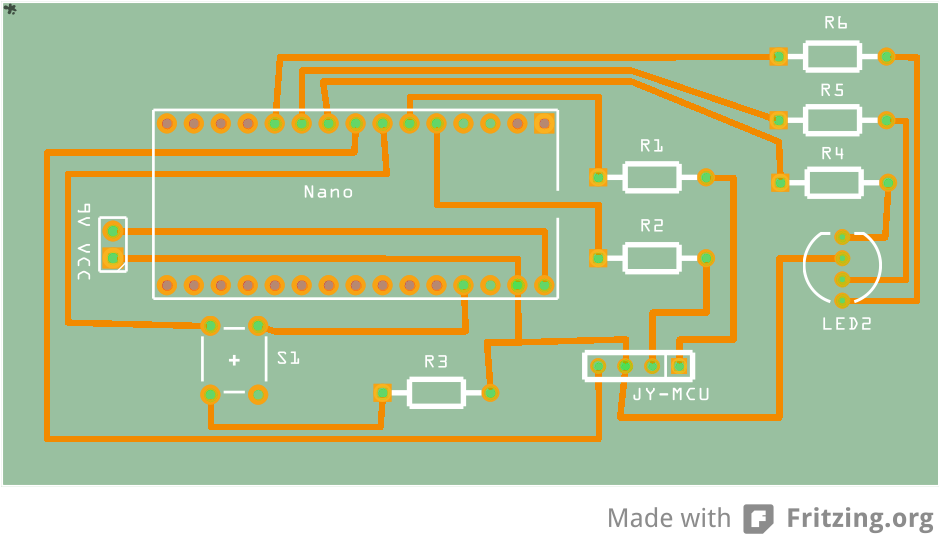 *
R6
R5
R4
R1
Nano
R2
9V
VCC
LED2
+
S1
R3
JY-MCU
Made with Fritzing.org